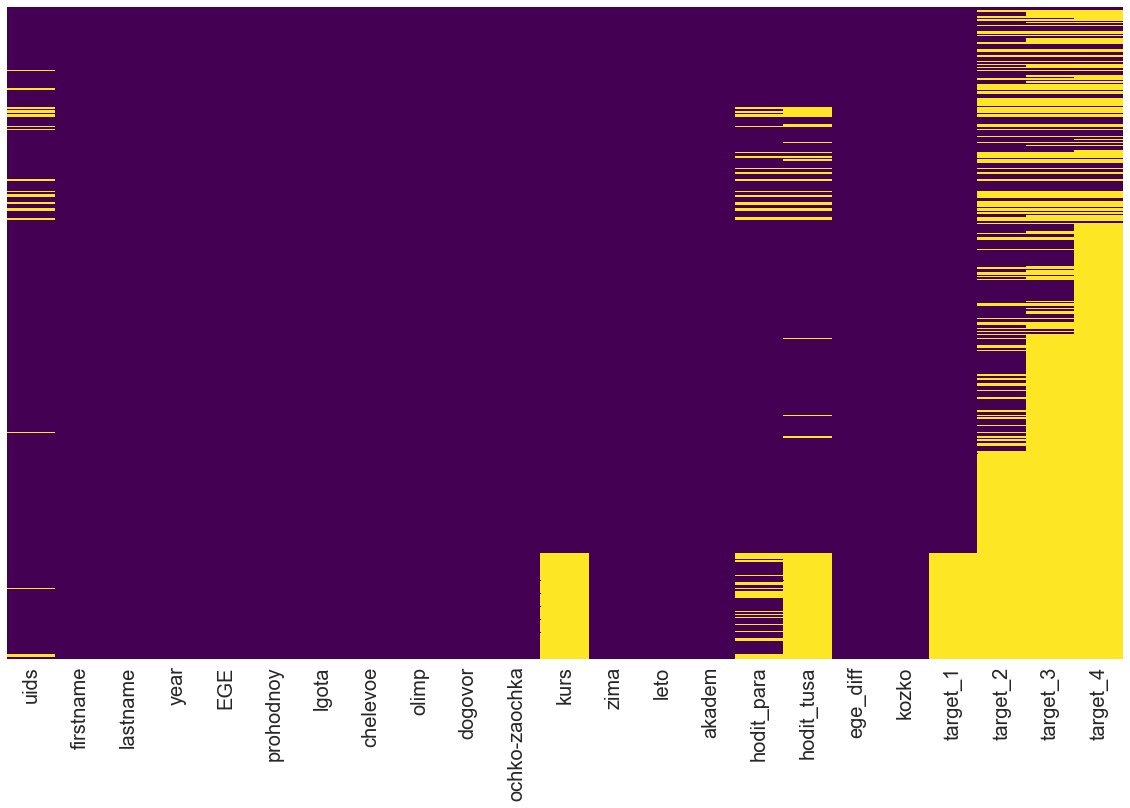 uids
firstname
lastname
year
EGE
prohodnoy
lgota
chelevoe
olimp
dogovor
ochko-zaochka
kurs
zima
leto
akadem
hodit_para
hodit_tusa
ege_diff
kozko
target_1
target_2
target_3
target_4